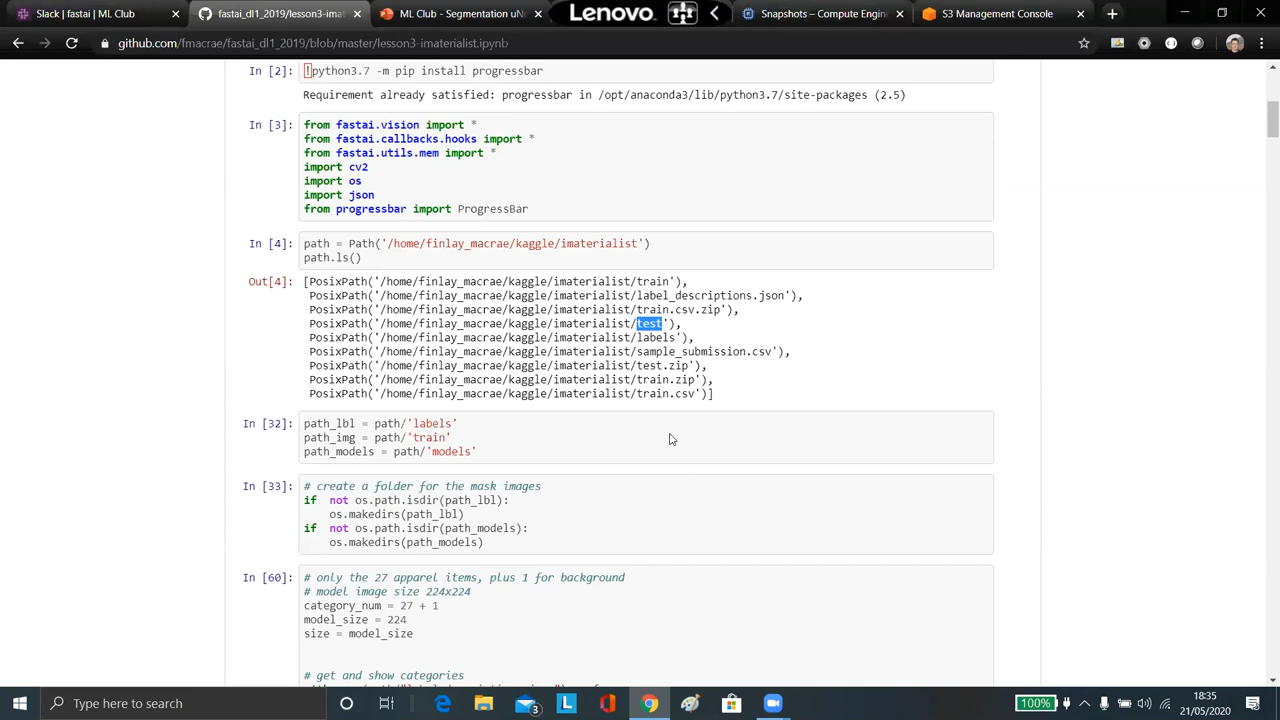 Slack | ML Club
fastai_dl1_2019/lesson3-imateria
ML Club - Segmentation uNe
Lenovo
Snapshots – Compute Engine
S3 Management Console
github.com/fmacrae/fastai_dl1_2019/blob/master/lesson3-imaterialist.ipynb
In [2]: !python3.7 -m pip install progressbar
Requirement already satisfied: progressbar in /opt/anaconda3/lib/python3.7/site-packages (2.5)
In [3]: from fastai.vision import *
from fastai.callbacks.hooks import *
from fastai.utils.mem import *
import cv2
import os
import json
from progressbar import ProgressBar
In [4]: path = Path('/home/finlay_macrae/kaggle/imaterialist')
path.ls()
Out[4]: [PosixPath('/home/finlay_macrae/kaggle/imaterialist/train'),
PosixPath('/home/finlay_macrae/kaggle/imaterialist/label_descriptions.json'),
PosixPath('/home/finlay_macrae/kaggle/imaterialist/train.csv.zip'),
PosixPath('/home/finlay_macrae/kaggle/imaterialist/test'),
PosixPath('/home/finlay_macrae/kaggle/imaterialist/labels'),
PosixPath('/home/finlay_macrae/kaggle/imaterialist/sample_submission.csv'),
PosixPath('/home/finlay_macrae/kaggle/imaterialist/test.zip'),
PosixPath('/home/finlay_macrae/kaggle/imaterialist/train.zip'),
PosixPath('/home/finlay_macrae/kaggle/imaterialist/train.csv')]
In [32]: path_lbl = path/'labels'
path_img = path/'train'
path_models = path/'models'
In [33]: # create a folder for the mask images
if not os.path.isdir(path_lbl):
os.makedirs(path_lbl)
if not os.path.isdir(path_models):
os.makedirs(path_models)
In [60]: # only the 27 apparel items, plus 1 for background
# model image size 224x224
category_num = 27 + 1
model_size = 224
size = model_size
# get and show categories
Type here to search
3
L
100%
18:35
21/05/2020